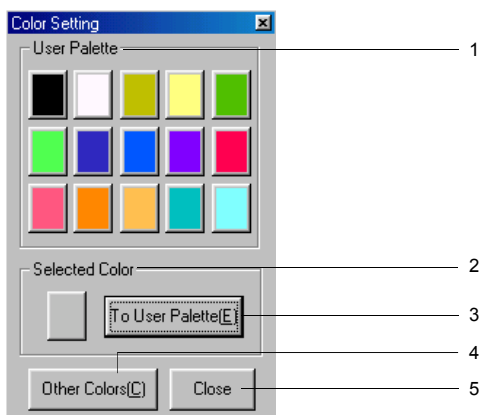 Color Setting
User Palette
1
Selected Color
2
To User Palette(E)
3
4
Other Colors(C)
Close
5